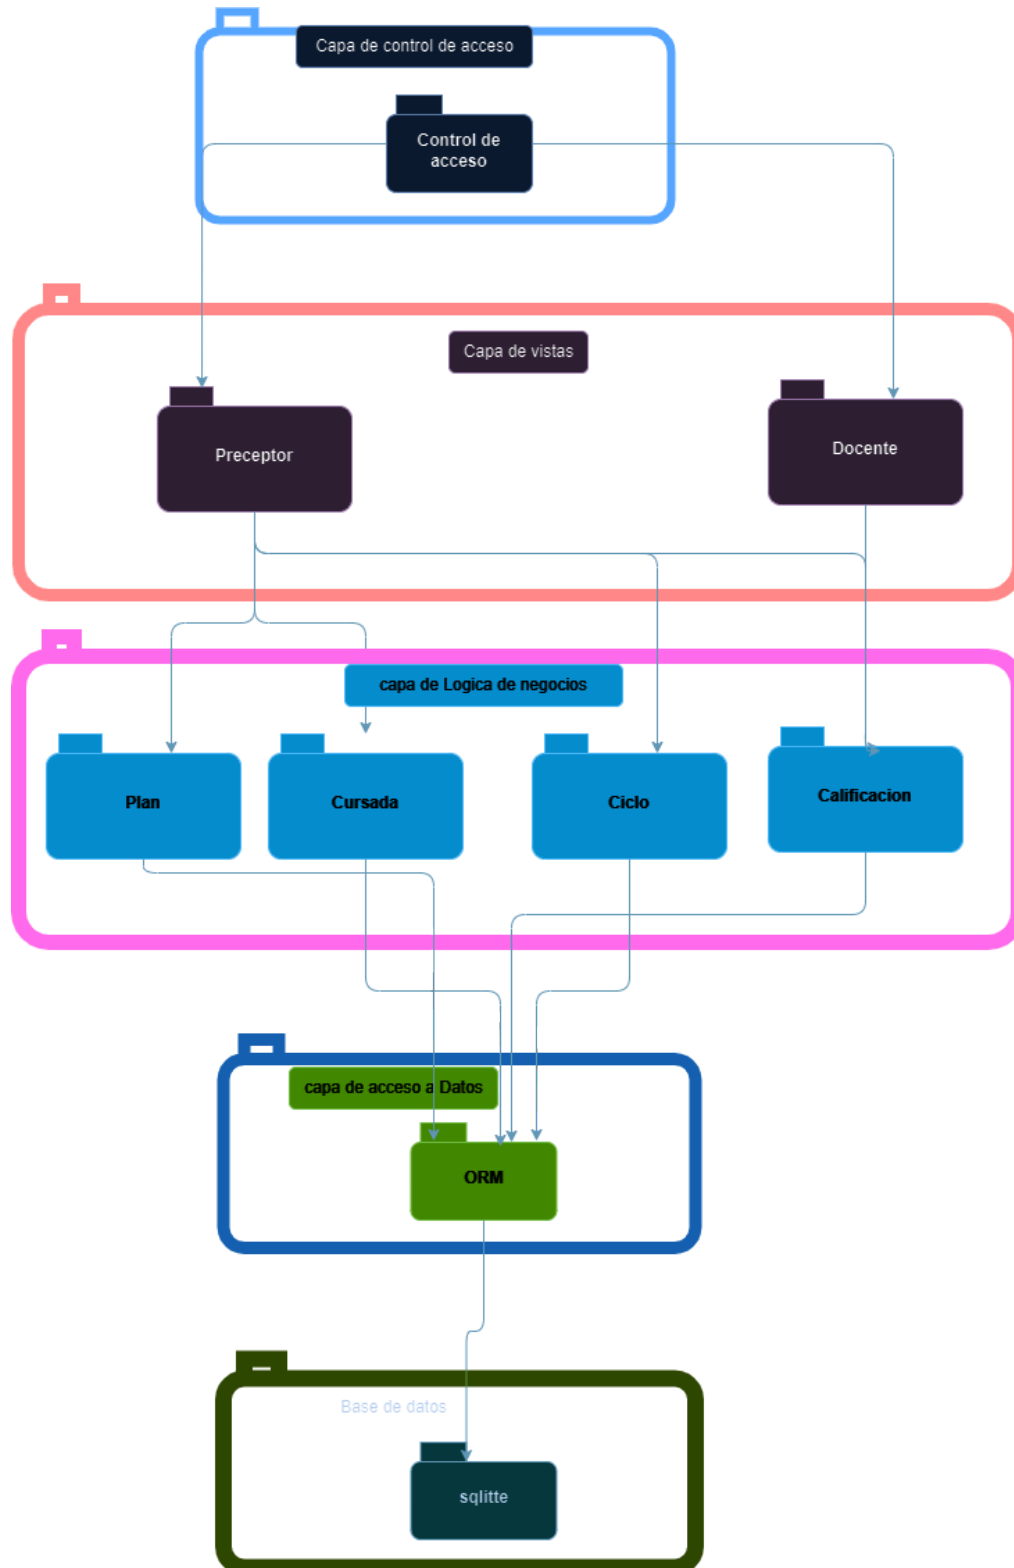 Capa de control de acceso
Control de
acceso
Capa de vistas
Preceptor
Docente
capa de Logica de negocios
Plan
Cursada
Ciclo
Calificacion
capa de acceso a Datos
ORM
Base de datos
sqlitte